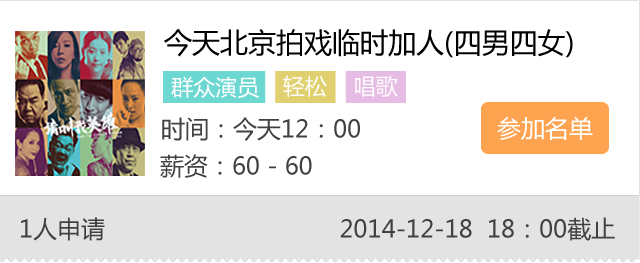 今天北京拍戏临时加人(四男四女)
群众演员 轻松 唱歌
时间：今天12：00
参加名单
薪资：60 - 60
1人申请
2014-12-18 18：00截止